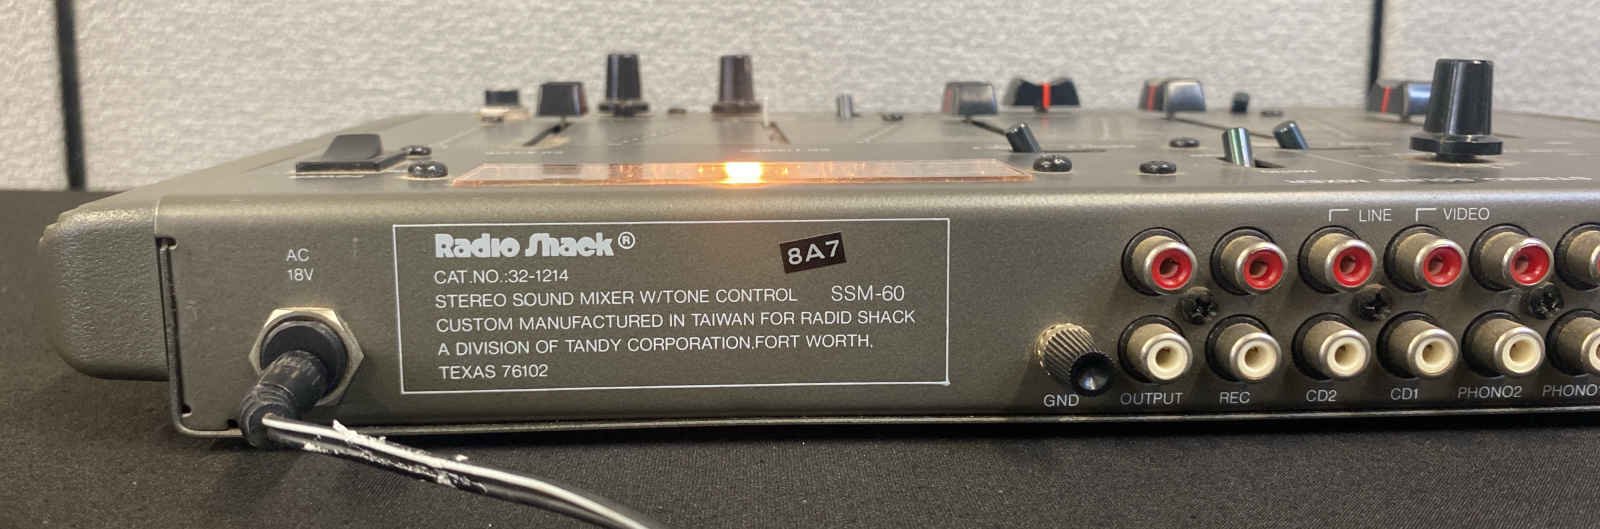 AC
18V
Radio Shack®
8A7
CAT.NO.:32-1214
STEREO SOUND MIXER W/TONE CONTROL SSM-60
CUSTOM MANUFACTURED IN TAIWAN FOR RADID SHACK
A DIVISION OF TANDY CORPORATION,FORT WORTH,
TEXAS 76102
LINE VIDEO
GND OUTPUT REC CD2 CD1 PHONO2 PHONO1